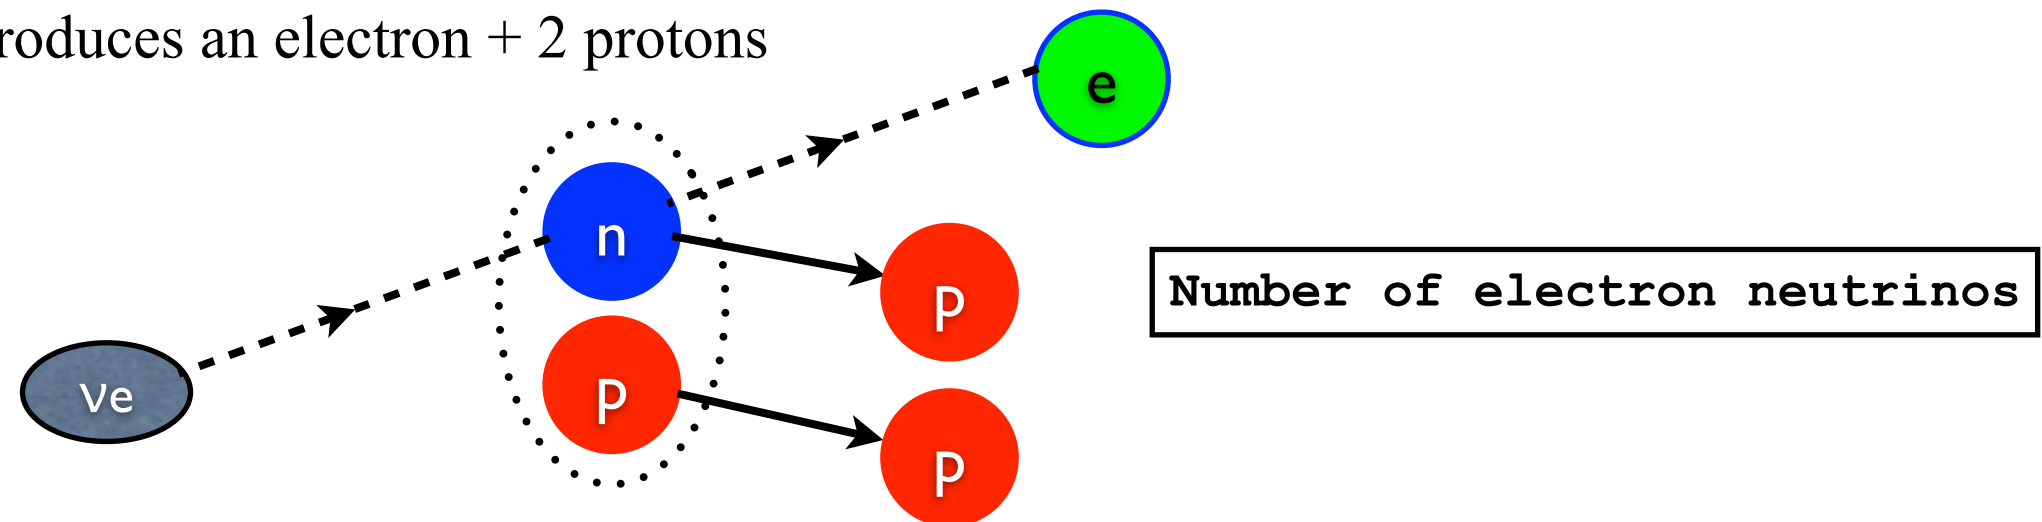 roduces an electron + 2 protons
e
n
p
Number of electron neutrinos
p
νe
p